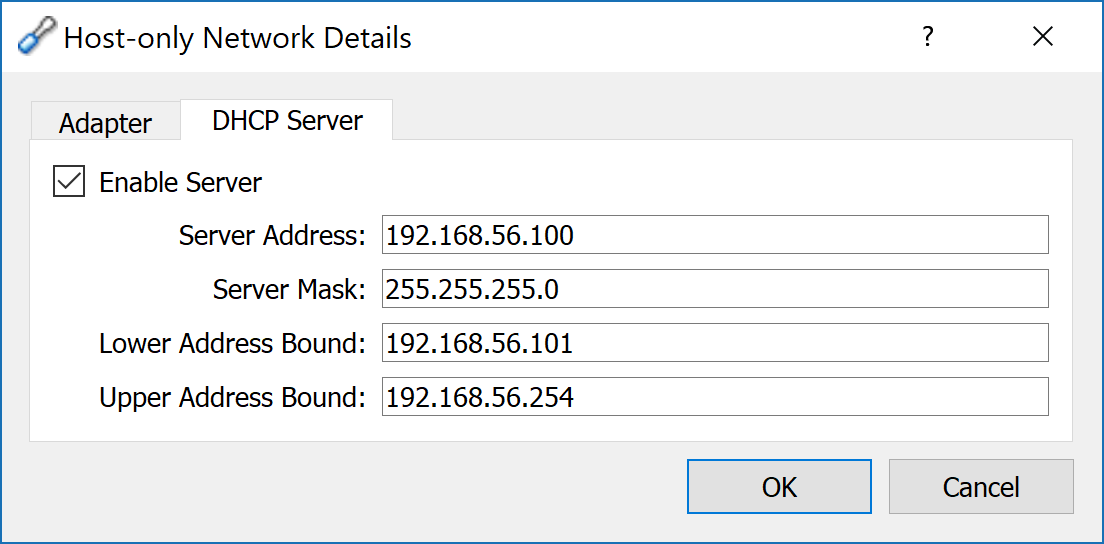 Host-only Network Details ?
Adapter DHCP Server
Enable Server
Server Address: 192.168.56.100
Server Mask: 255.255.255.0
Lower Address Bound: 192.168.56.101
Upper Address Bound: 192.168.56.254
OK Cancel